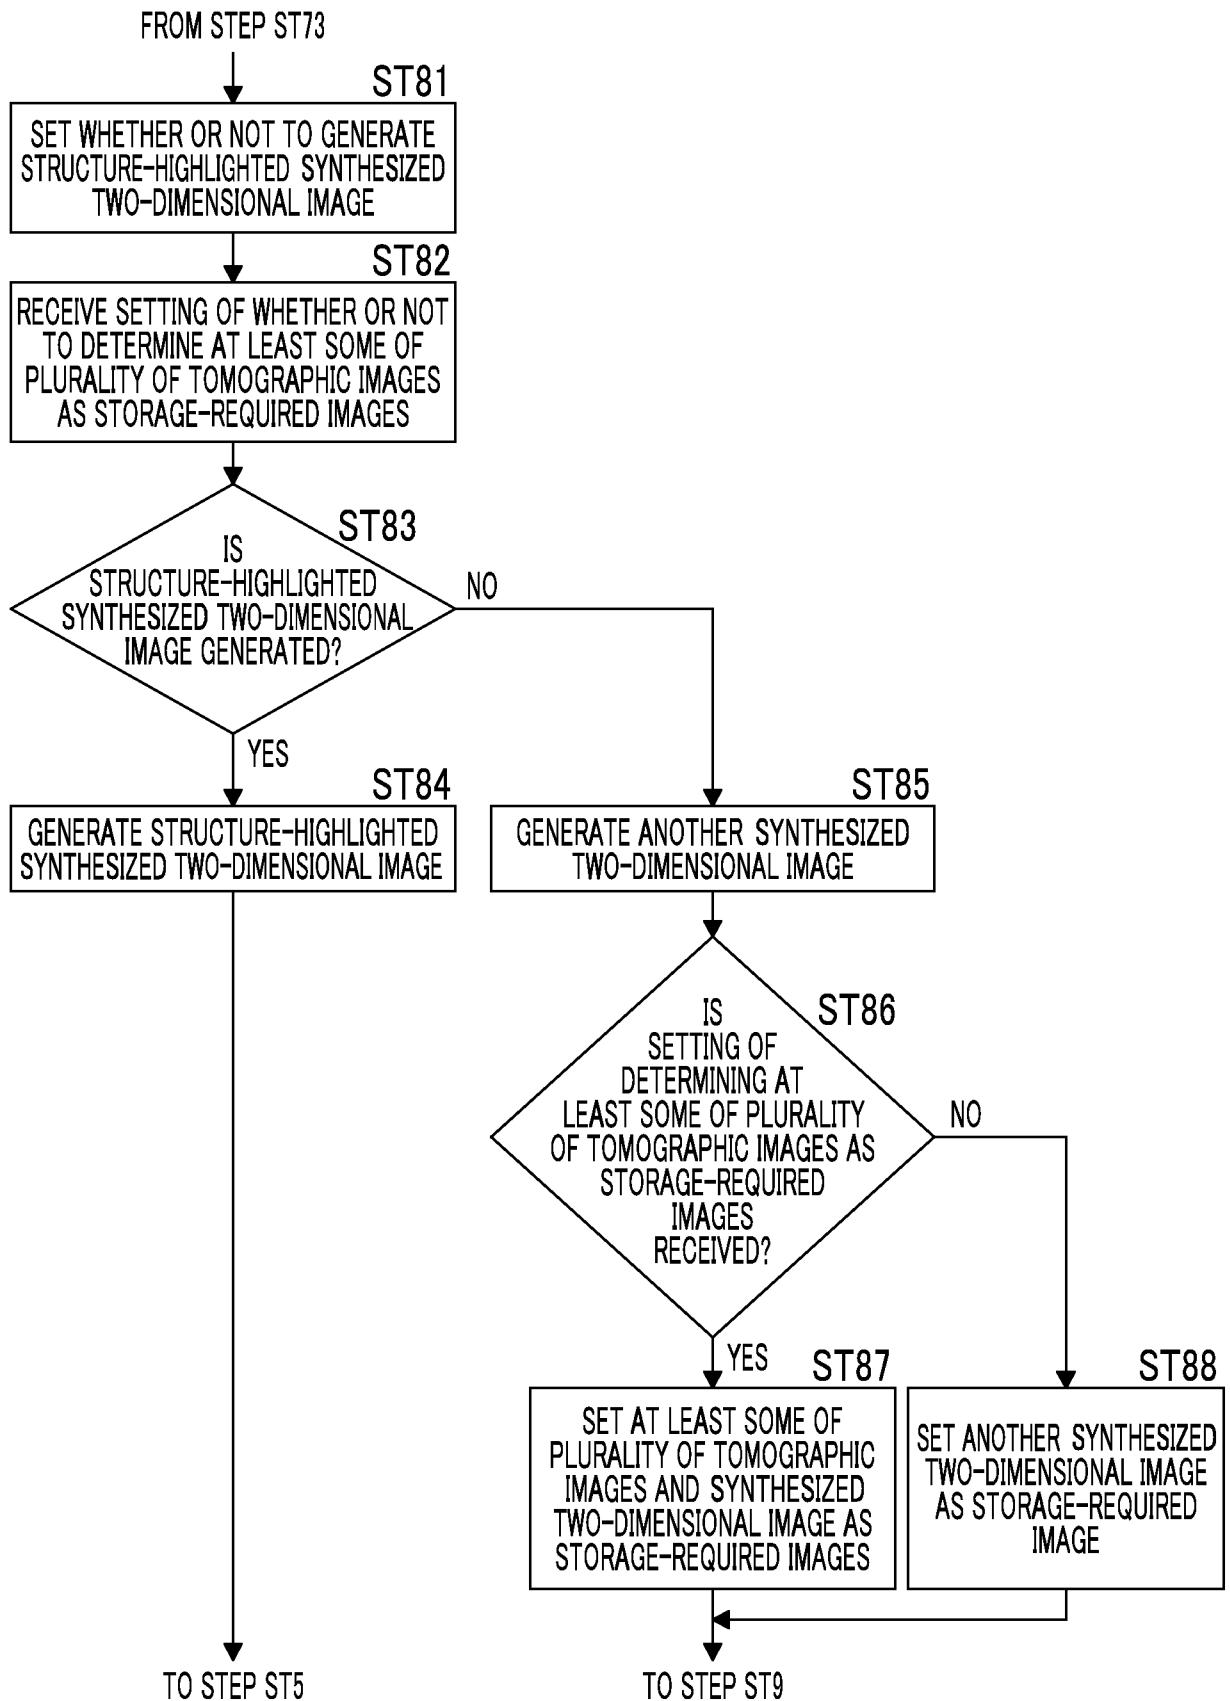 FROM STEP ST73
ST81
SET WHETHER OR NOT TO GENERATE
STRUCTURE-HIGHLIGHTED SYNTHESIZED
TWO-DIMENSIONAL IMAGE
ST82
RECEIVE SETTING OF WHETHER OR NOT
TO DETERMINE AT LEAST SOME OF
PLURALITY OF TOMOGRAPHIC IMAGES
AS STORAGE-REQUIRED IMAGES
ST83
IS
STRUCTURE-HIGHLIGHTED
SYNTHESIZED TWO-DIMENSIONAL
IMAGE GENERATED?
NO
YES
ST84
GENERATE STRUCTURE-HIGHLIGHTED
SYNTHESIZED TWO-DIMENSIONAL IMAGE
ST85
GENERATE ANOTHER SYNTHESIZED
TWO-DIMENSIONAL IMAGE
ST86
IS
SETTING OF
DETERMINING AT
LEAST SOME OF PLURALITY
OF TOMOGRAPHIC IMAGES AS
STORAGE-REQUIRED
IMAGES
RECEIVED?
NO
YES
ST87
SET AT LEAST SOME OF
PLURALITY OF TOMOGRAPHIC
IMAGES AND SYNTHESIZED
TWO-DIMENSIONAL IMAGE AS
STORAGE-REQUIRED IMAGES
ST88
SET ANOTHER SYNTHESIZED
TWO-DIMENSIONAL IMAGE
AS STORAGE-REQUIRED
IMAGE
TO STEP ST5
TO STEP ST9